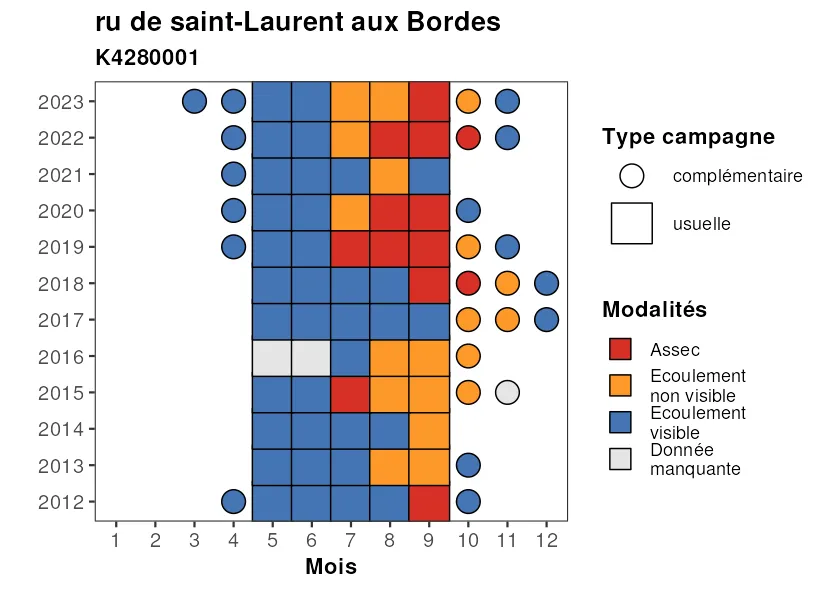 ru de saint-Laurent aux Bordes
K4280001
2023
2022
2021
2020
2019
2018
2017
2016
2015
2014
2013
2012
1 2 3 4 5 6 7 8 9 10 11 12
Mois
Type campagne
complémentaire
usuelle
Modalités
Assec
Ecoulement
non visible
Ecoulement
visible
Donnée
manquante